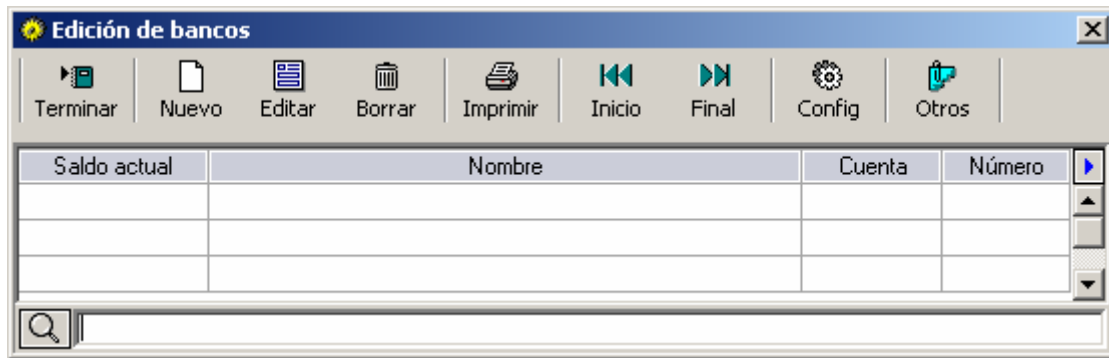 Edición de bancos
Terminar Nuevo Editar Borrar Imprimir Inicio Final Config Otros
Saldo actual Nombre Cuenta Número